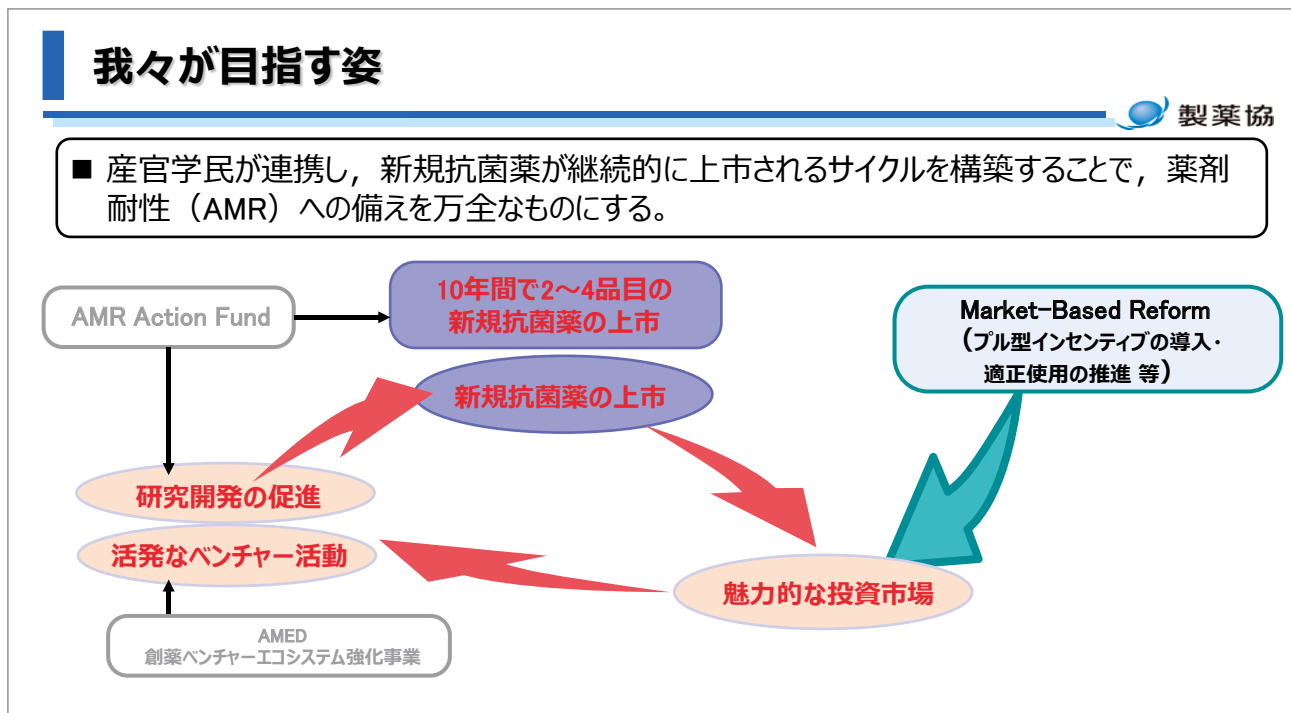 我々が目指す姿
製薬協
■ 産官学民が連携し，新規抗菌薬が継続的に上市されるサイクルを構築することで，薬剤
耐性（AMR）への備えを万全なものにする。
AMR Action Fund
10年間で2～4品目の
新規抗菌薬の上市
Market-Based Reform
（プル型インセンティブの導入・
適正使用の推進 等）
新規抗菌薬の上市
研究開発の促進
活発なベンチャー活動
魅力的な投資市場
AMED
創薬ベンチャーエコシステム強化事業